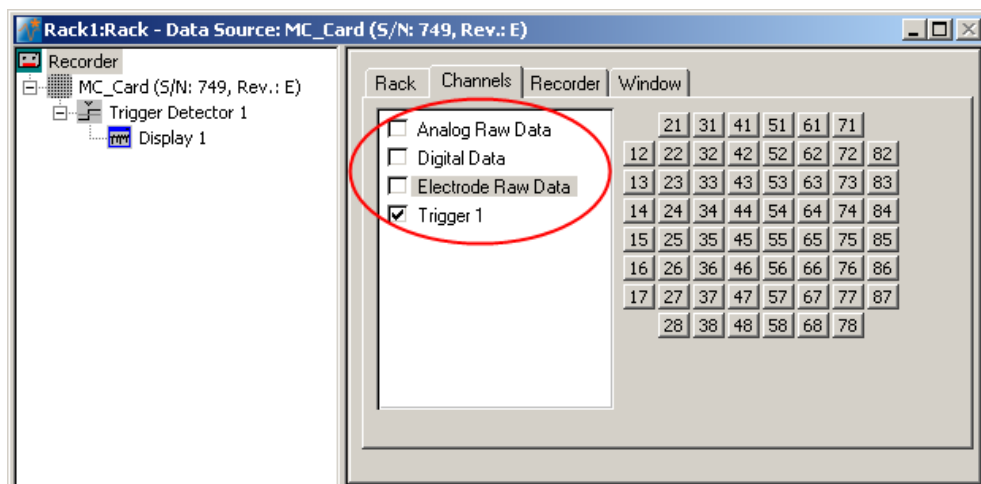 Rack1:Rack - Data Source: MC_Card (S/N: 749, Rev.: E)
Recorder
MC_Card (S/N: 749, Rev.: E)
Trigger Detector 1
Display 1
Rack Channels Recorder Window
Analog Raw Data
Digital Data
Electrode Raw Data
Trigger 1
21 31 41 51 61 71
12 22 32 42 52 62 72 82
13 23 33 43 53 63 73 83
14 24 34 44 54 64 74 84
15 25 35 45 55 65 75 85
16 26 36 46 56 66 76 86
17 27 37 47 57 67 77 87
28 38 48 58 68 78